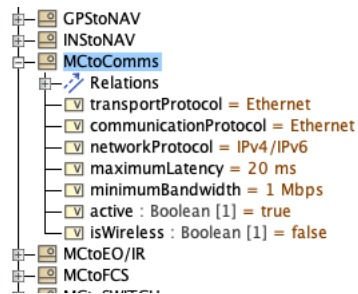 GPStoNAV
INStoNAV
MCtoComms
Relations
transportProtocol = Ethernet
communicationProtocol = Ethernet
networkProtocol = IPv4/IPv6
maximumLatency = 20 ms
minimumBandwidth = 1 Mbps
active : Boolean [1] = true
isWireless : Boolean [1] = false
MCtoEO/IR
MCtoFCS